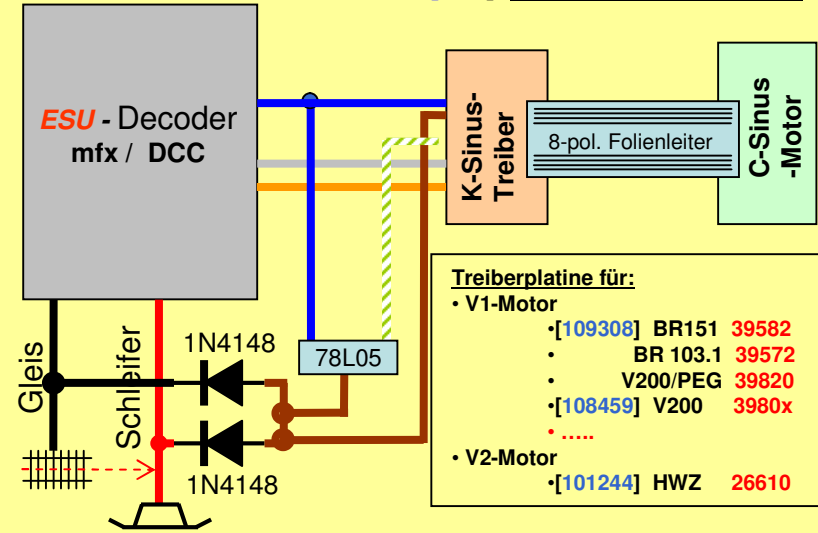 ESU - Decoder
mfx / DCC
K-Sinus-
Treiber
8-pol. Folienleiter
C-Sinus
-Motor
Gleis
Schleifer
1N4148
78L05
1N4148
Treiberplatine für:
• V1-Motor
•[109308] BR151 39582
• BR 103.1 39572
• V200/PEG 39820
•[108459] V200 3980x
• .....
• V2-Motor
•[101244] HWZ 26610